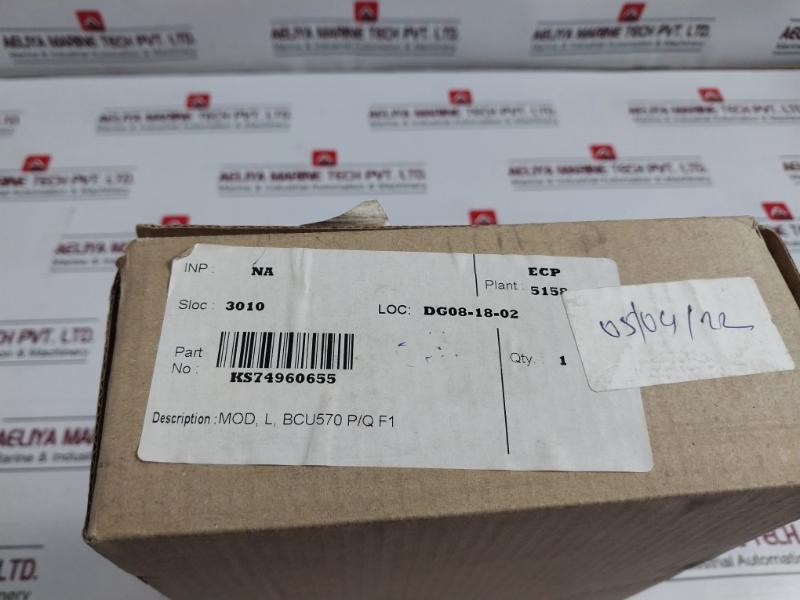 AELIYA MARINE TECH PVT. LTD.
Marine & Industrial Automation & Machinery
INP : NA
ECP
Plant : 5158
Sloc : 3010
LOC: DG08-18-02
05/04/22
Part No :
KS74960655
Qty. : 1
Description : MOD, L, BCU570 P/Q F1